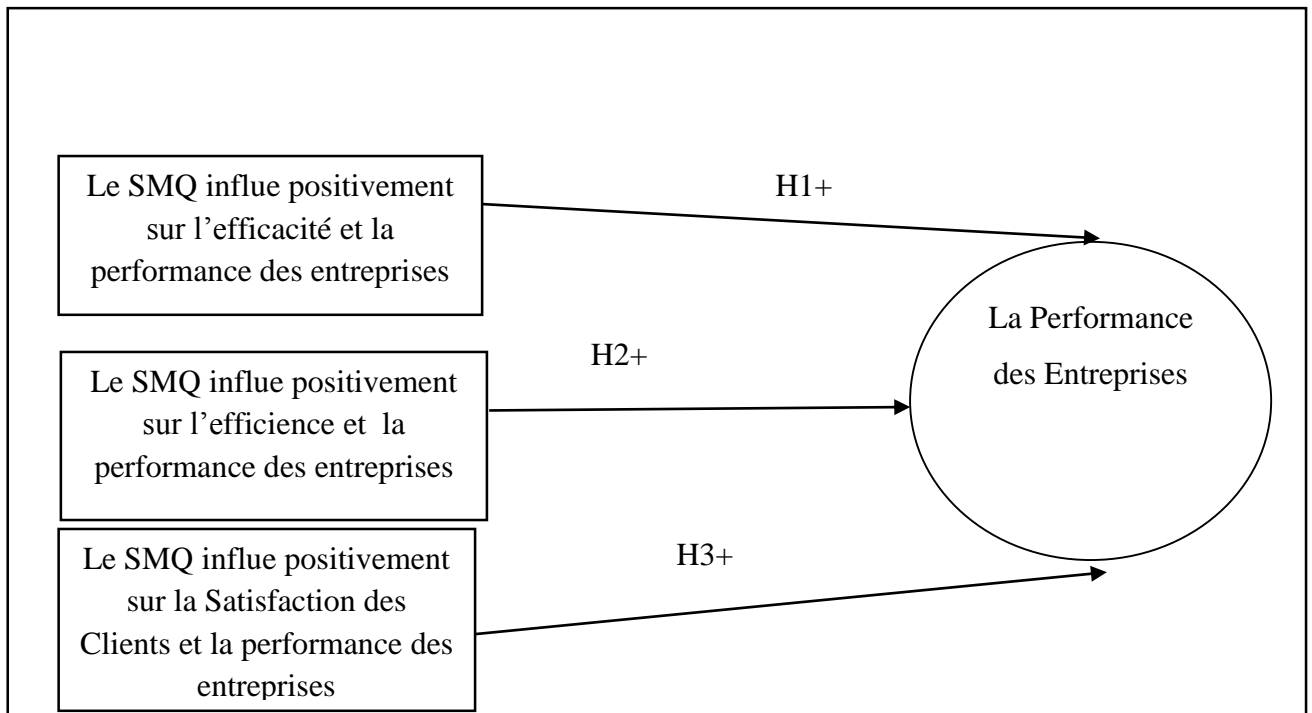 Le SMQ influe positivement
sur l’efficacité et la
performance des entreprises
H1+
La Performance
des Entreprises
H2+
Le SMQ influe positivement
sur l’efficience et la
performance des entreprises
H3+
Le SMQ influe positivement
sur la Satisfaction des
Clients et la performance des
entreprises